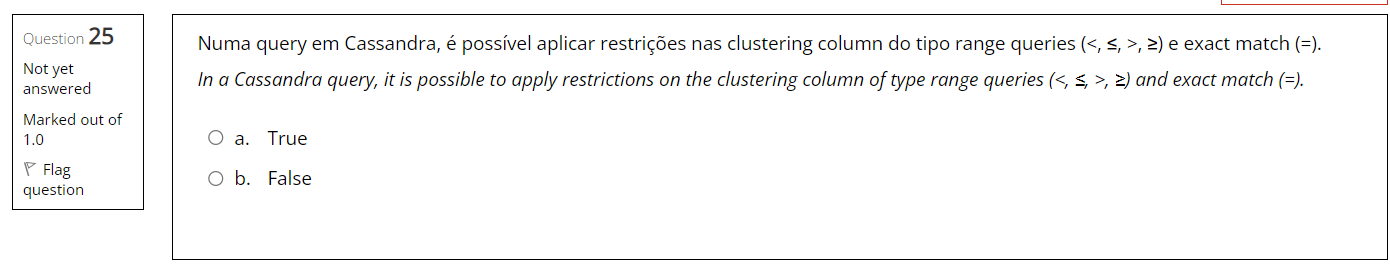 Question 25
Not yet
answered
Marked out of
1.0
Flag
question
Numa query em Cassandra, é possível aplicar restrições nas clustering column do tipo range queries (<, ≤, >, ≥) e exact match (=).
In a Cassandra query, it is possible to apply restrictions on the clustering column of type range queries (<, ≤, >, ≥) and exact match (=).
a. True
b. False